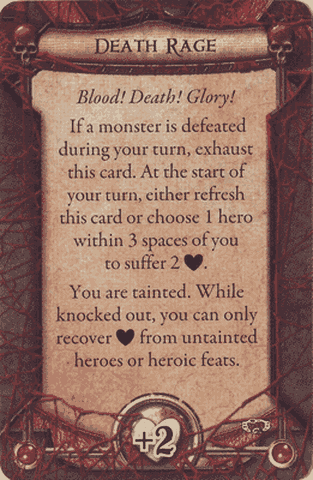 Death Rage
Blood! Death! Glory!
If a monster is defeated
during your turn, exhaust
this card. At the start of
your turn, either refresh
this card or choose 1 hero
within 3 spaces of you
to suffer 2 ♥.
You are tainted. While
knocked out, you can only
recover ♥ from untainted
heroes or heroic feats.
+2